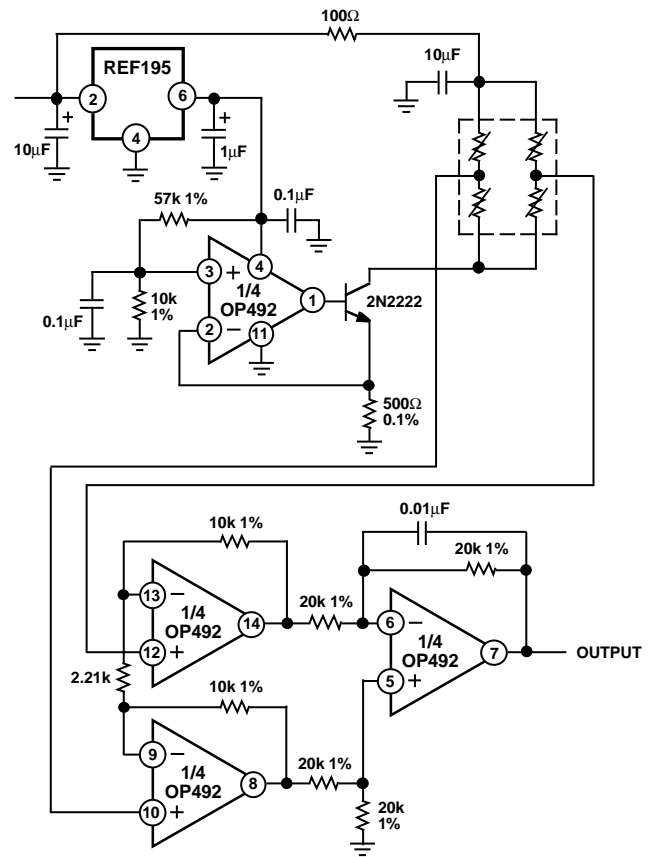 100Ω
REF195
2
6
4
+
10µF
+
1µF
10µF
57k 1%
0.1µF
0.1µF
10k
1%
3
+
4
1/4
OP492
1
2
−
11
2N2222
500Ω
0.1%
10k 1%
13
−
1/4
OP492
14
12
+
2.21k
20k 1%
0.01µF
20k 1%
6
−
1/4
OP492
7
5
+
OUTPUT
10k 1%
9
−
1/4
OP492
8
10
+
20k 1%
20k
1%